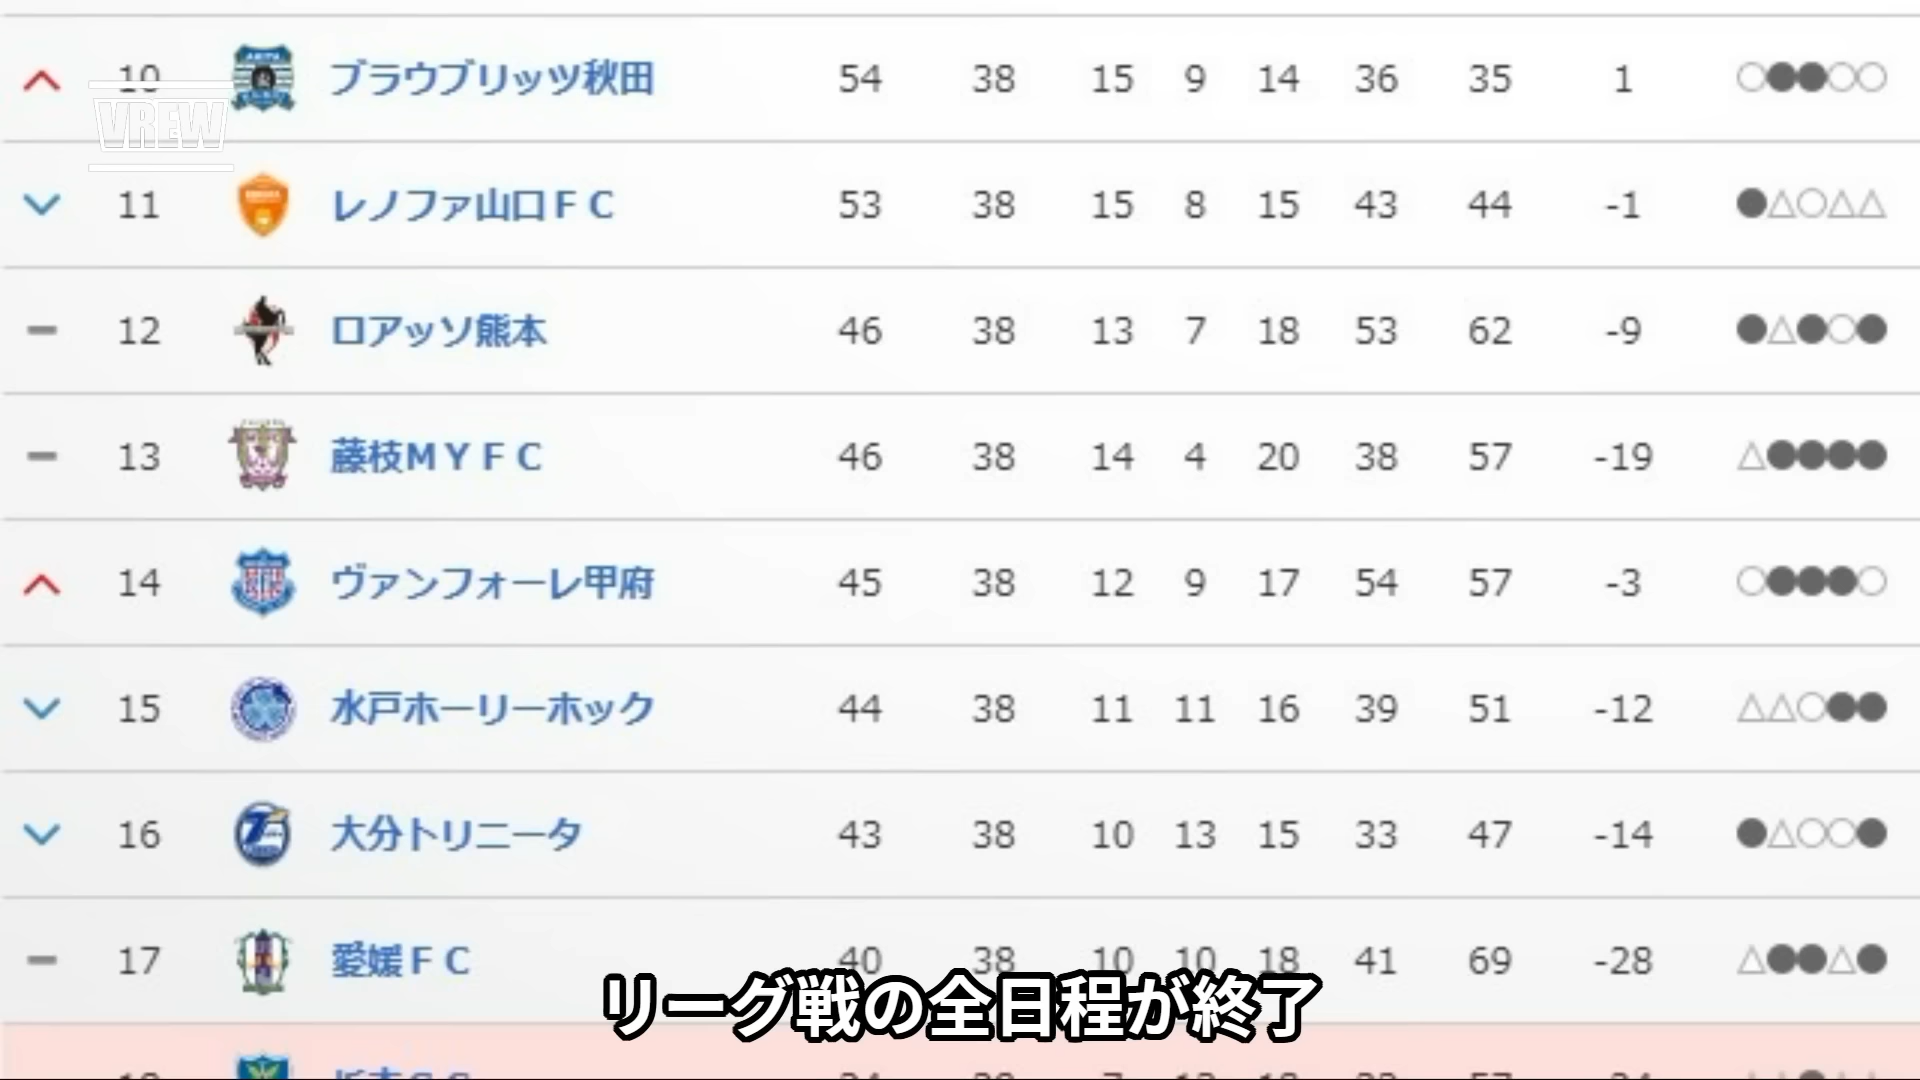 10 ブラウブリッツ秋田 54 38 15 9 14 36 35 1 ○●●○○
VREW
11 レノファ山口ＦＣ 53 38 15 8 15 43 44 -1 ●△○△△
12 ロアッソ熊本 46 38 13 7 18 53 62 -9 ●△●○●
13 藤枝ＭＹＦＣ 46 38 14 4 20 38 57 -19 △●●●●
14 ヴァンフォーレ甲府 45 38 12 9 17 54 57 -3 ○●●●○
15 水戸ホーリーホック 44 38 11 11 16 39 51 -12 △△○●●
16 大分トリニータ 43 38 10 13 15 33 47 -14 ●△○○●
17 愛媛ＦＣ 40 38 10 10 18 41 69 -28 △●●△●
リーグ戦の全日程が終了